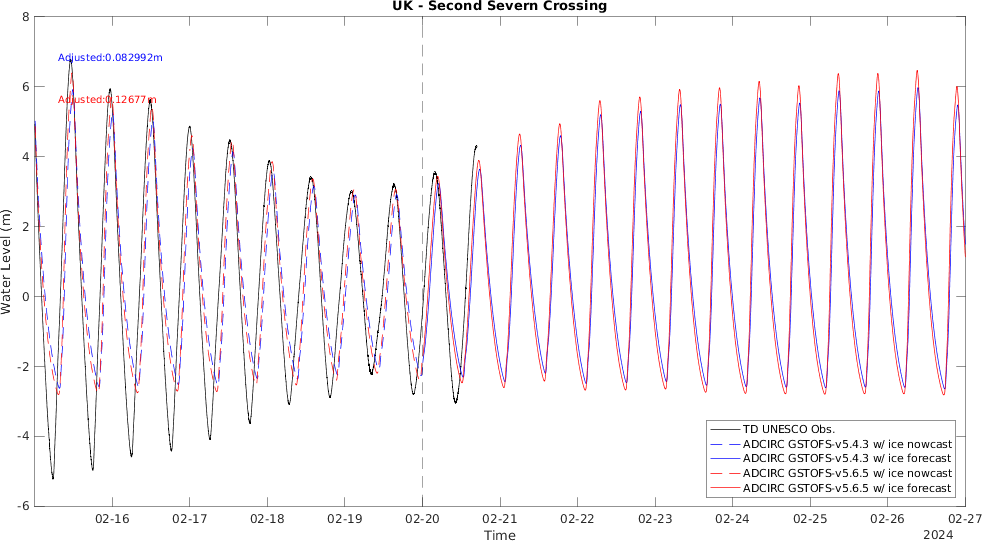 UK - Second Severn Crossing
8
6
4
2
0
-2
-4
-6
Water Level (m)
Adjusted:0.082992m
Adjusted:0.12677m
TD UNESCO Obs.
ADCIRC GSTOFS-v5.4.3 w/ ice nowcast
ADCIRC GSTOFS-v5.4.3 w/ ice forecast
ADCIRC GSTOFS-v5.6.5 w/ ice nowcast
ADCIRC GSTOFS-v5.6.5 w/ ice forecast
02-16 02-17 02-18 02-19 02-20 02-21 02-22 02-23 02-24 02-25 02-26 02-27
Time
2024